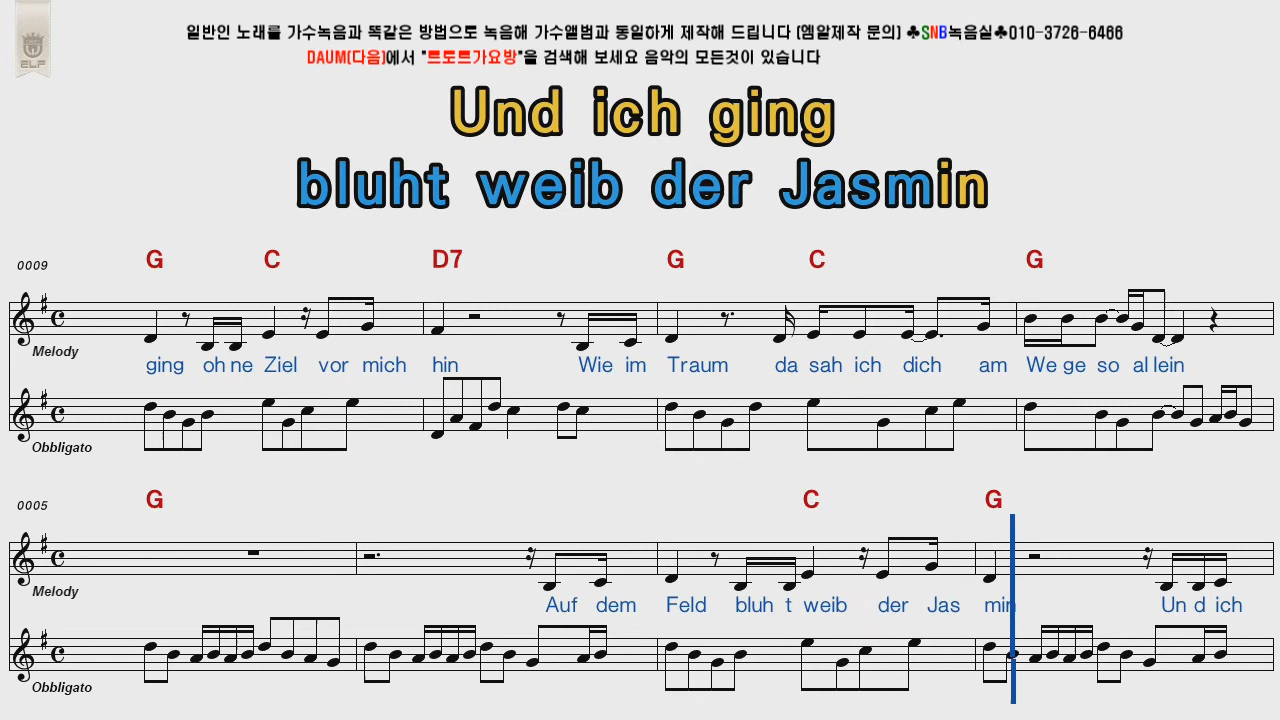 일반인 노래를 가수녹음과 똑같은 방법으로 녹음해 가수앨범과 동일하게 제작해 드립니다 (엠알제작 문의) ♣SNB녹음실♣010-3726-6466
DAUM(다음)에서 "트로트가요방"을 검색해 보세요 음악의 모든것이 있습니다
ELF
Und ich ging
bluht weib der Jasmin
0009 G C D7 G C G
Melody
ging oh ne Ziel vor mich hin Wie im Traum da sah ich dich am We ge so al lein
Obbligato
0005 G C G
Melody
Auf dem Feld bluh t weib der Jas min Un d ich
Obbligato